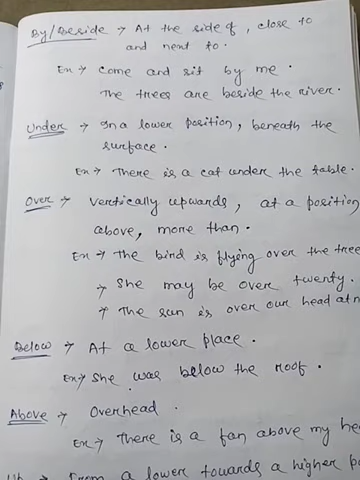 By/Beside → At the side of, close to
and next to.
Ex → Come and sit by me.
The trees are beside the river.
Under → In a lower position, beneath the
surface.
Ex → There is a cat under the table.
Over → Vertically upwards, at a position
above, more than.
Ex → The bird is flying over the tree
→ She may be over twenty.
→ The sun is over our head at n
Below → At a lower place.
Ex → She was below the roof.
Above → Overhead.
Ex → There is a fan above my he
From a lower towards a higher po